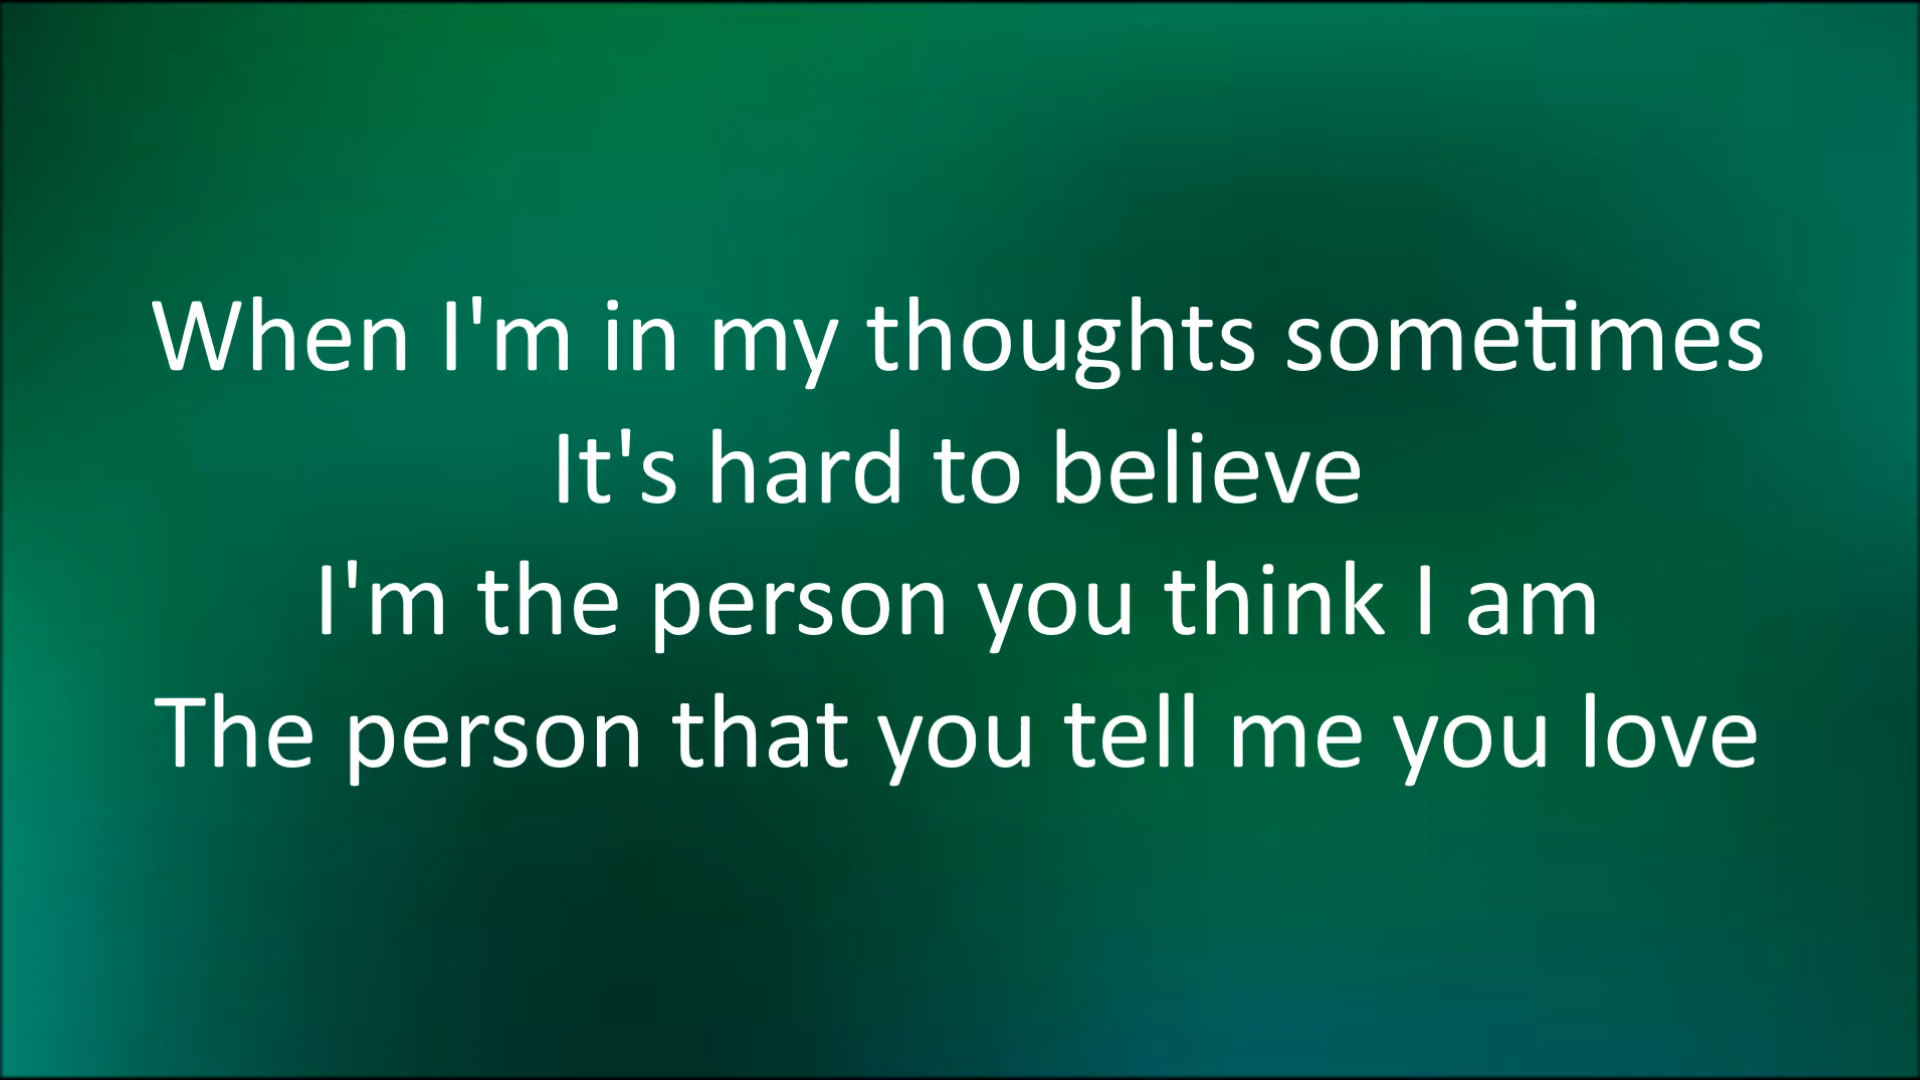 When I'm in my thoughts sometimes
It's hard to believe
I'm the person you think I am
The person that you tell me you love